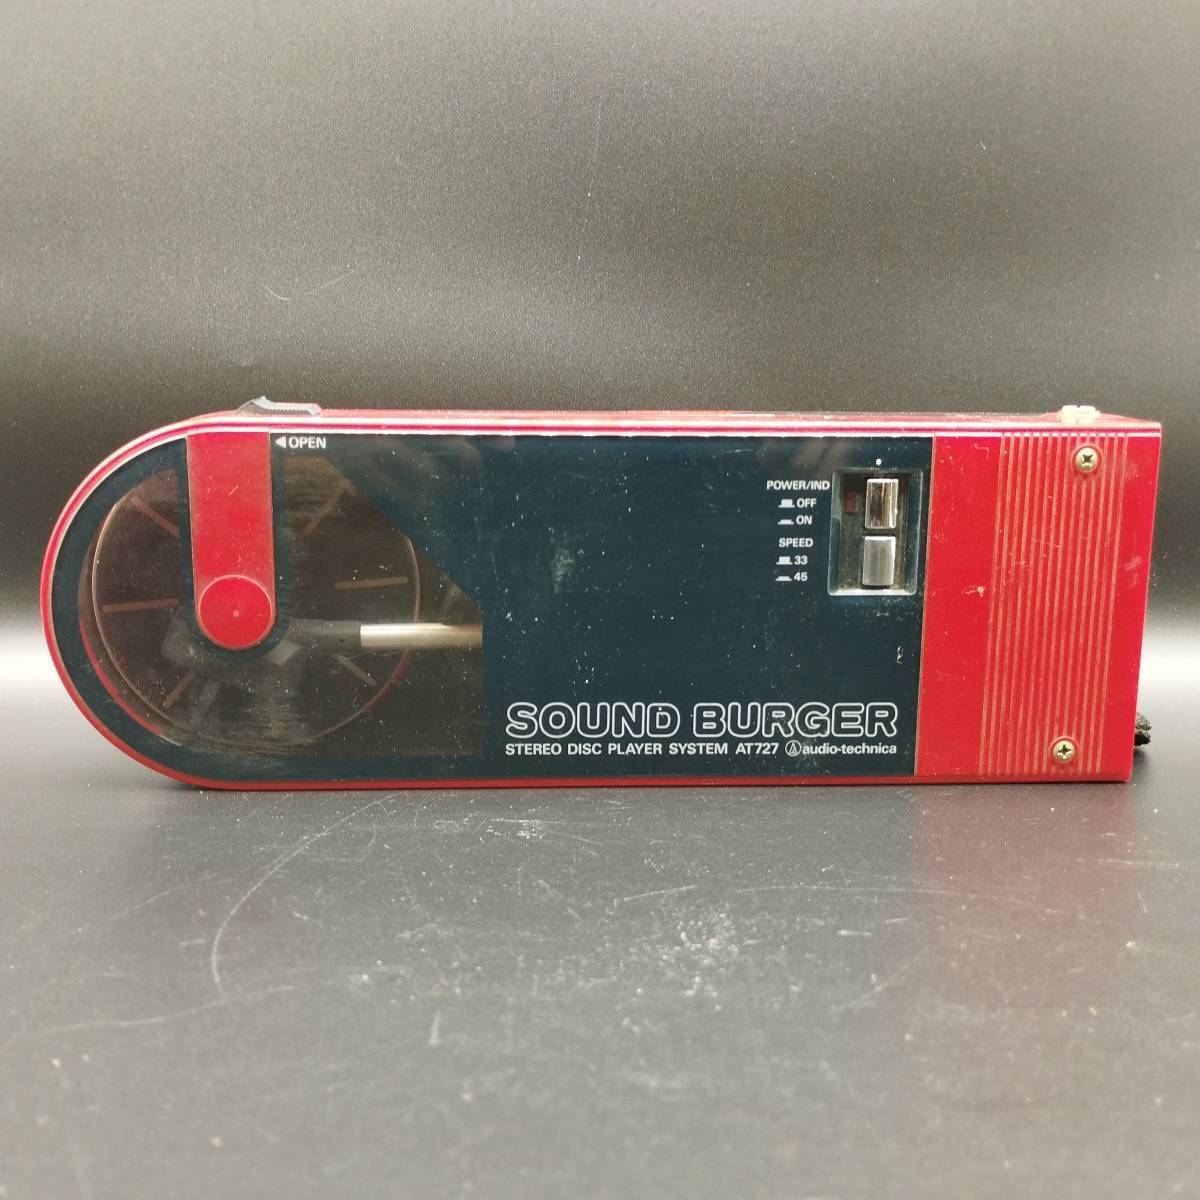 ◀OPEN
POWER/IND
OFF
ON
SPEED
33
45
SOUND BURGER
STEREO DISC PLAYER SYSTEM AT727 audio-technica